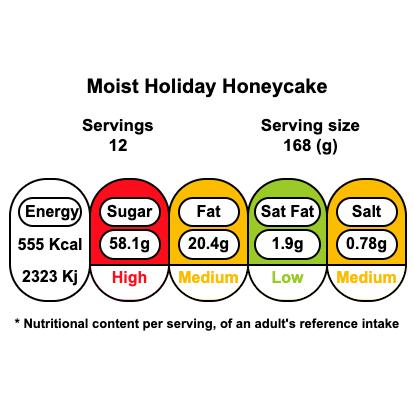 Moist Holiday Honeycake
Servings Serving size
12 168 (g)
Energy Sugar Fat Sat Fat Salt
555 Kcal 58.1g 20.4g 1.9g 0.78g
2323 Kj High Medium Low Medium
* Nutritional content per serving, of an adult's reference intake